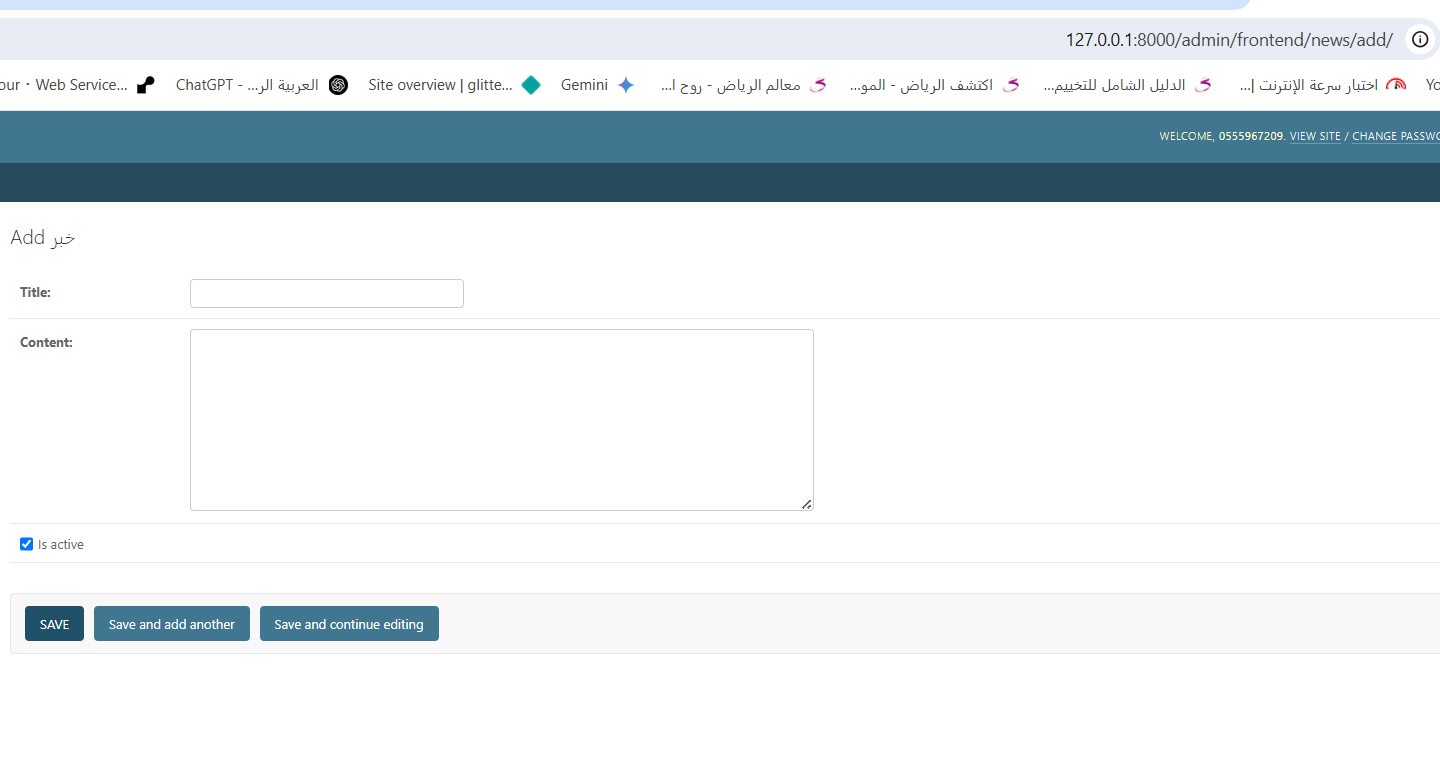 127.0.0.1:8000/admin/frontend/news/add/
our · Web Service... ChatGPT - العربية الر... Site overview | glitte... Gemini معالم الرياض - روح ا... اكتشف الرياض - المو... الدليل الشامل للتخييم... اختبار سرعة الإنترنت |... Yo
WELCOME, 0555967209. VIEW SITE / CHANGE PASSWO
Add خبر
Title:
Content:
Is active
SAVE Save and add another Save and continue editing